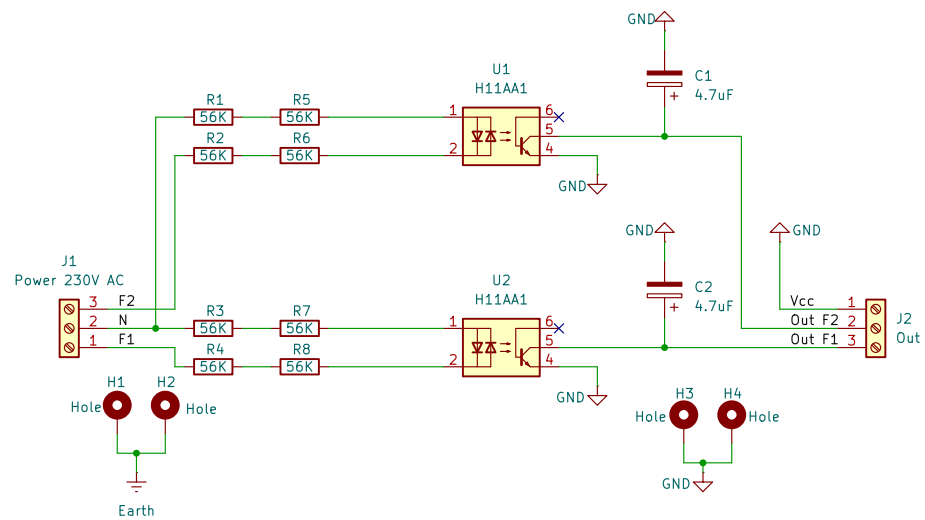 GND
U1
H11AA1
C1
4.7uF
R1
56K
R5
56K
R2
56K
R6
56K
1
2
6
5
4
GND
GND
GND
J1
Power 230V AC
3
F2
2
N
1
F1
R3
56K
R7
56K
R4
56K
R8
56K
U2
H11AA1
1
2
6
5
4
GND
C2
4.7uF
Vcc
1
Out F2
2
Out F1
3
J2
Out
H1
Hole
H2
Hole
Earth
H3
Hole
H4
Hole
GND